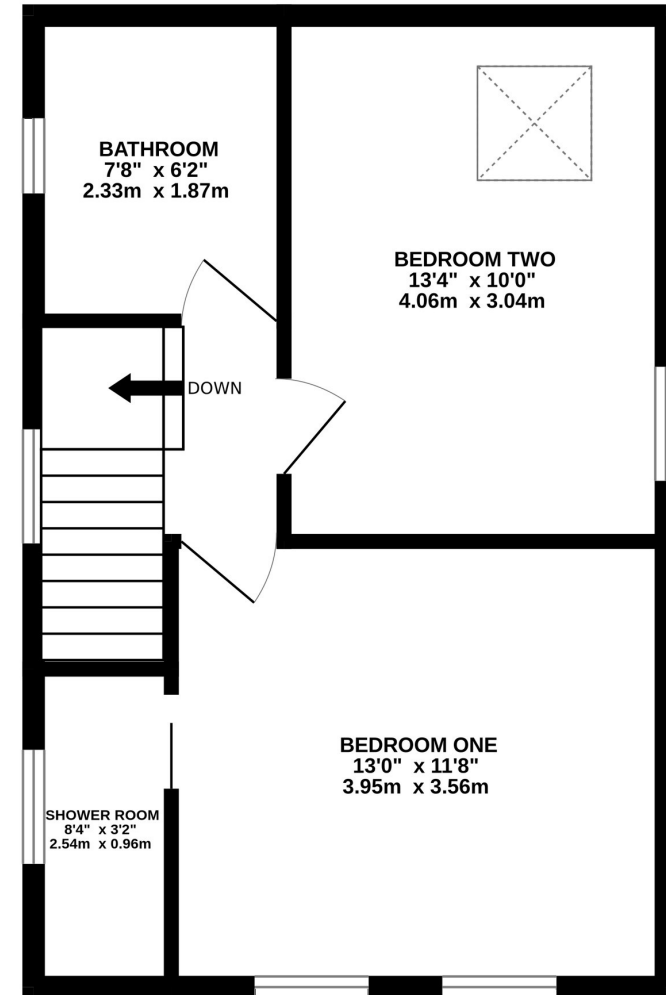 BATHROOM
7'8" x 6'2"
2.33m x 1.87m
BEDROOM TWO
13'4" x 10'0"
4.06m x 3.04m
DOWN
BEDROOM ONE
13'0" x 11'8"
3.95m x 3.56m
SHOWER ROOM
8'4" x 3'2"
2.54m x 0.96m